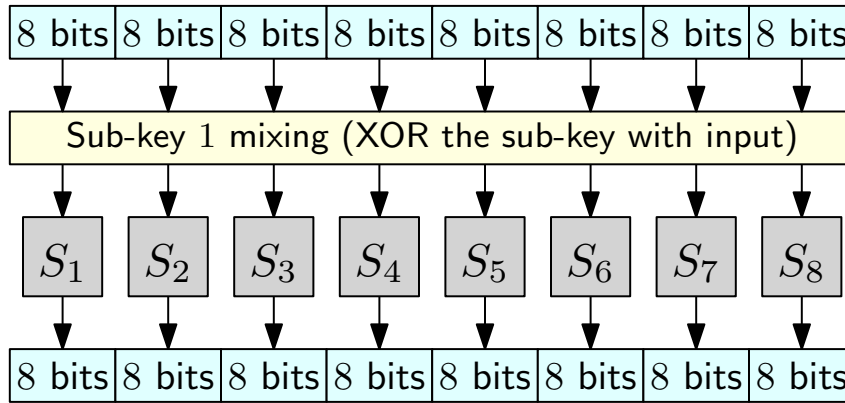 8 bits 8 bits 8 bits 8 bits 8 bits 8 bits 8 bits 8 bits
Sub-key 1 mixing (XOR the sub-key with input)
S₁ S₂ S₃ S₄ S₅ S₆ S₇ S₈
8 bits 8 bits 8 bits 8 bits 8 bits 8 bits 8 bits 8 bits